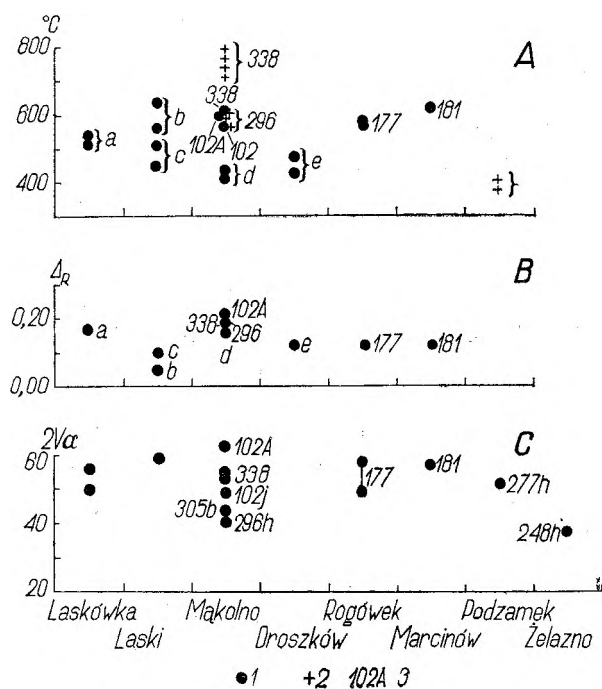 °C
A
800
338
600
338
296
102A
102
b
a
c
177
181
d
e
400
B
ΔR
0,20
102A
338
296
a
d
e
177
181
c
b
0,00
C
2Vα
60
102A
338
177
181
102j
277h
305b
40
296h
248h
20
Laskówka
Mąkolno
Rogówek
Podzamek
Laski
Droszków
Marcinów
Żelazno
1
+2
102A 3